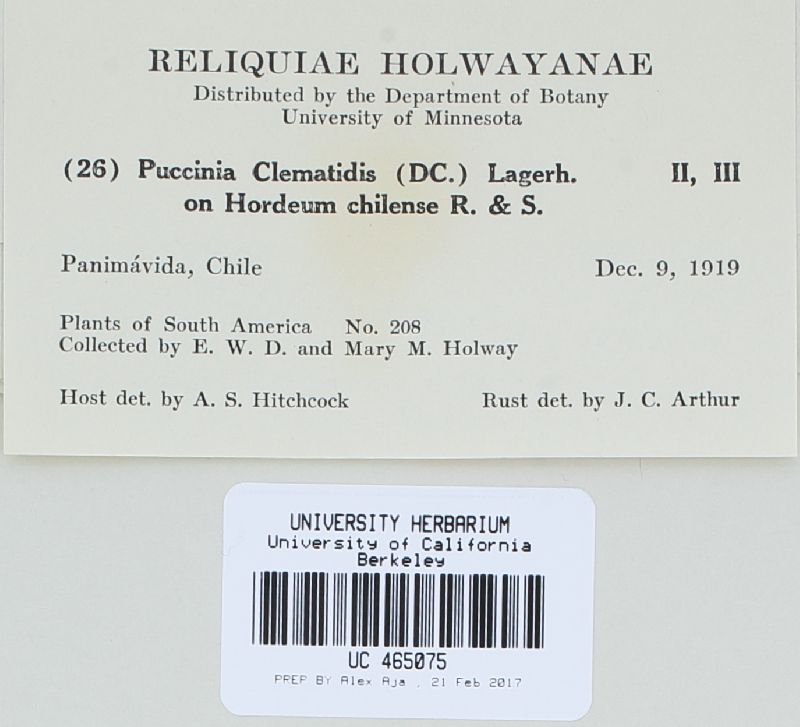 RELIQUIAE HOLWAYANAE
Distributed by the Department of Botany
University of Minnesota
(26) Puccinia Clematidis (DC.) Lagerh. II, III
on Hordeum chilense R. & S.
Panimávida, Chile Dec. 9, 1919
Plants of South America No. 208
Collected by E. W. D. and Mary M. Holway
Host det. by A. S. Hitchcock Rust det. by J. C. Arthur
UNIVERSITY HERBARIUM
University of California
Berkeley
UC 465075
PREP BY Alex Aja , 21 Feb 2017